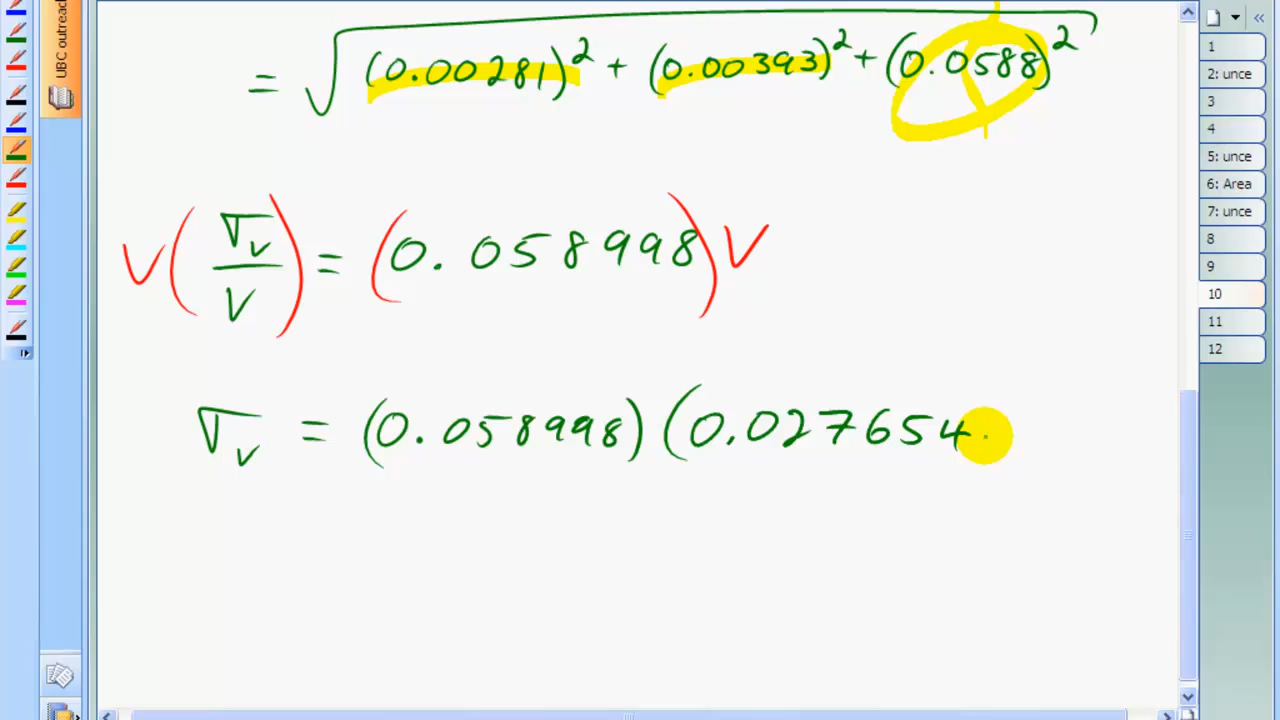 = √(0.00281)² + (0.00393)² + (0.0588)²
V(σᵥ/V) = (0.058998)V
σᵥ = (0.058998)(0.027654
UBC outreach
1
2: unce
3
4
5: unce
6: Area
7: unce
8
9
10
11
12